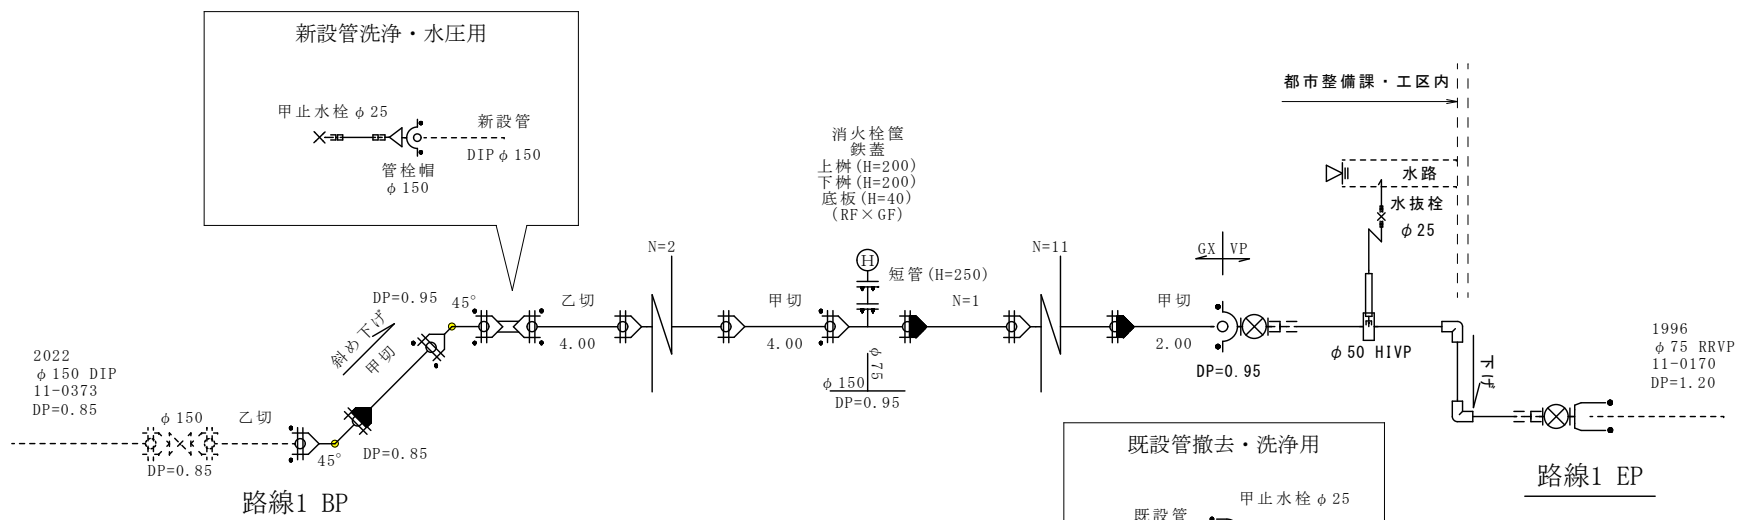 新設管洗浄・水圧用
甲止水栓φ25
新設管
DIPφ150
管栓帽
φ150
都市整備課・工区内
消火栓筐
鉄蓋
上桝(H=200)
下桝(H=200)
底板(H=40)
(RF×GF)
水路
水抜栓
φ25
N=2
N=11
GX
VP
短管(H=250)
DP=0.95
45°
乙切
甲切
N=1
甲切
斜め下げ
甲切
4.00
4.00
2.00
φ50 HIVP
下げ
2022
φ150 DIP
11-0373
DP=0.85
φ75
φ150
DP=0.95
DP=0.95
1996
φ75 RRVP
11-0170
DP=1.20
φ150
乙切
DP=0.85
45°
DP=0.85
路線1 BP
既設管撤去・洗浄用
甲止水栓φ25
既設管
路線1 EP